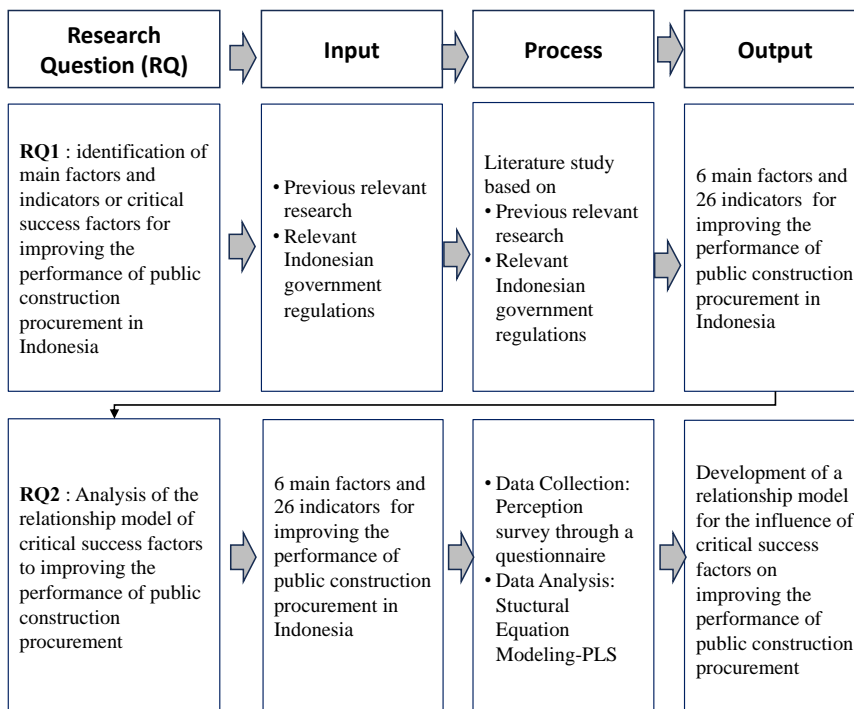 Research
Question (RQ)
Input
Process
Output
RQ1 : identification of
main factors and
indicators or critical
success factors for
improving the
performance of public
construction
procurement in
Indonesia
• Previous relevant
research
• Relevant
Indonesian
government
regulations
Literature study
based on
• Previous relevant
research
• Relevant
Indonesian
government
regulations
6 main factors and
26 indicators for
improving the
performance of
public construction
procurement in
Indonesia
RQ2 : Analysis of the
relationship model of
critical success factors
to improving the
performance of public
construction
procurement
6 main factors and
26 indicators for
improving the
performance of
public construction
procurement in
Indonesia
• Data Collection:
Perception
survey through a
questionnaire
• Data Analysis:
Stuctural
Equation
Modeling-PLS
Development of a
relationship model
for the influence of
critical success
factors on
improving the
performance of
public construction
procurement